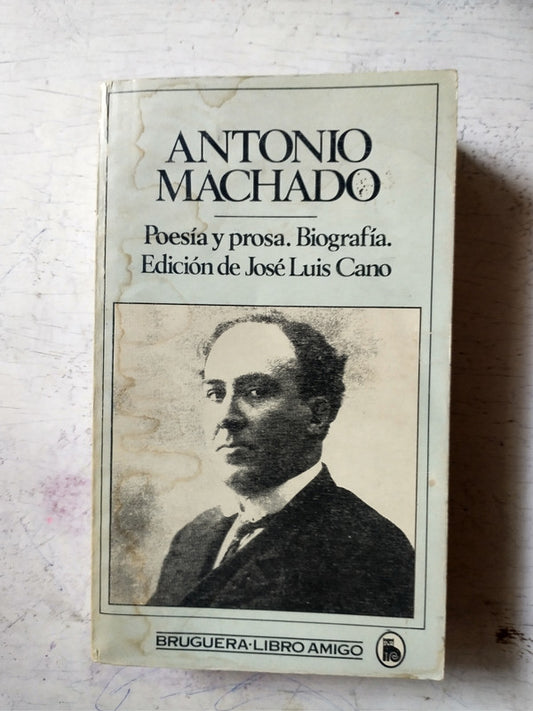 ANTONIO
MACHADO
Poesía y prosa. Biografía.
Edición de José Luis Cano
BRUGUERA·LIBRO AMIGO